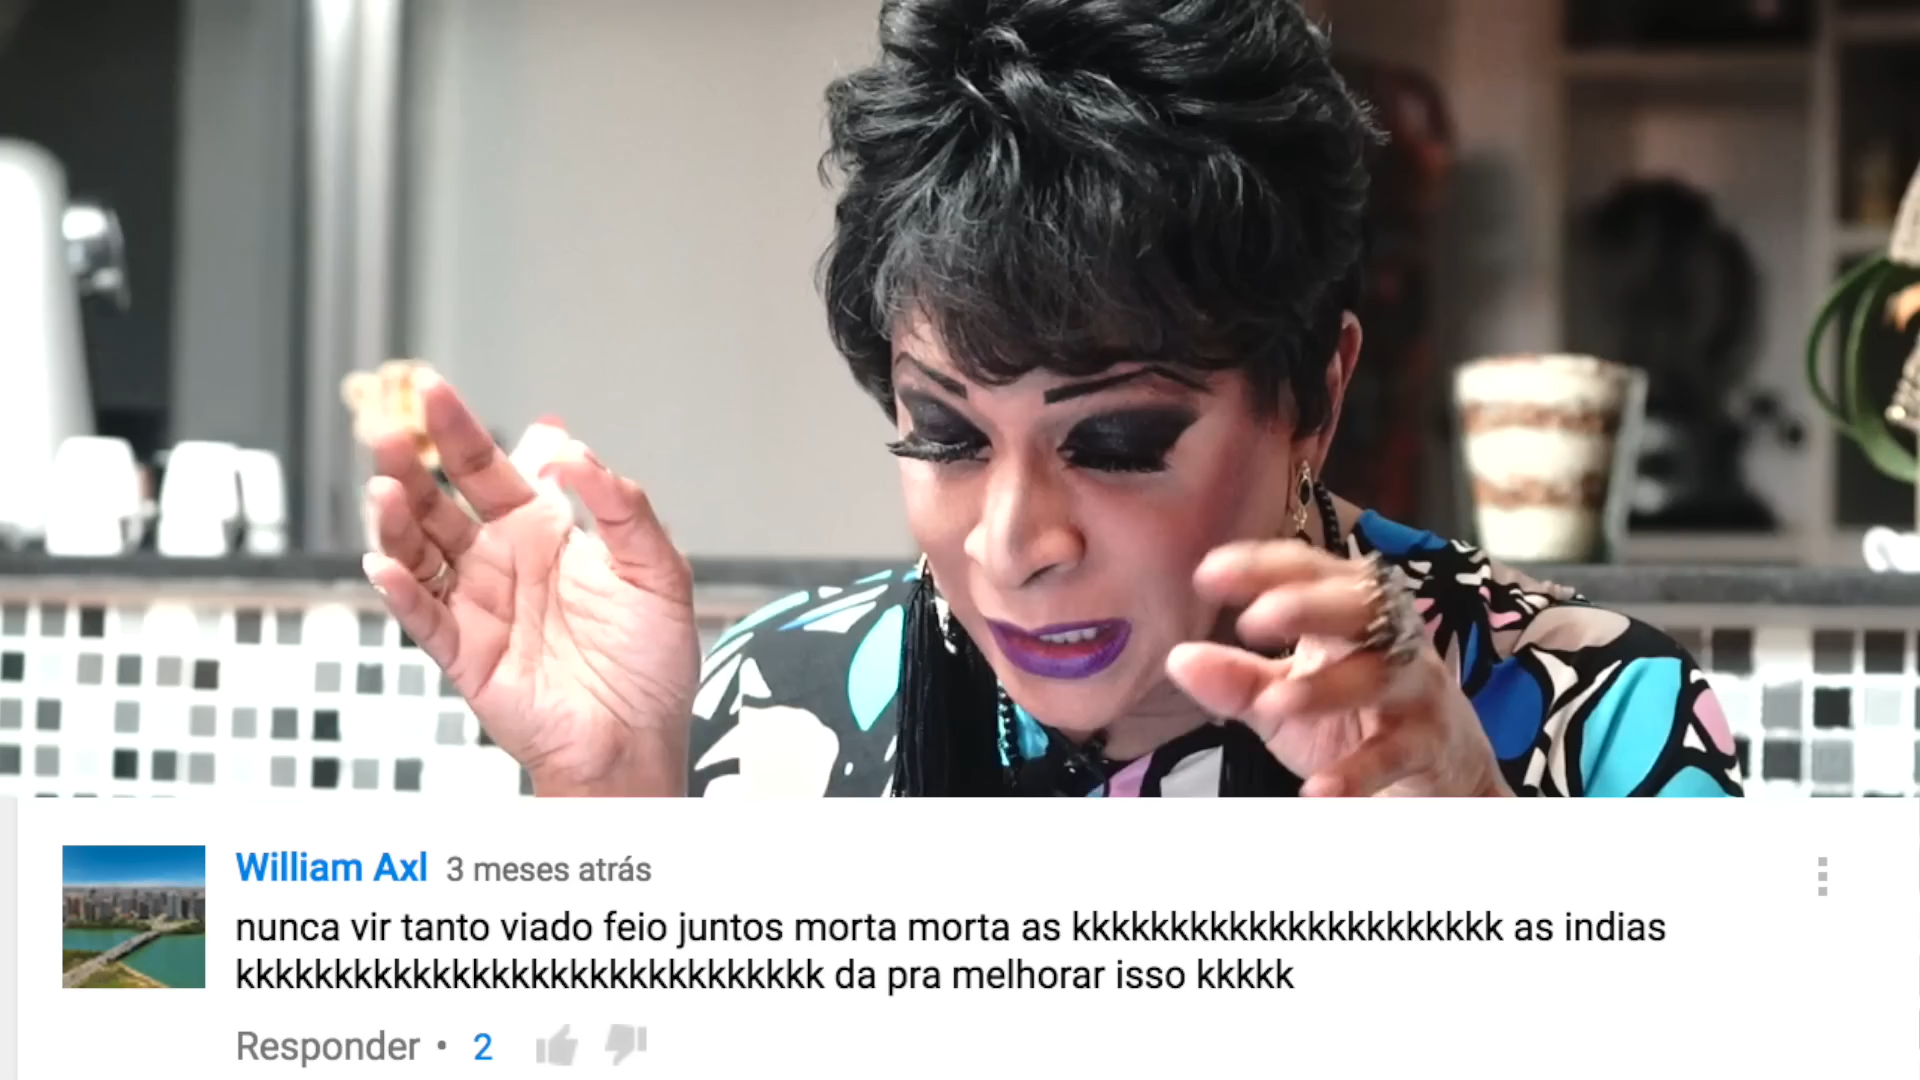 William Axl 3 meses atrás
nunca vir tanto viado feio juntos morta morta as kkkkkkkkkkkkkkkkkkkkkk as indias
kkkkkkkkkkkkkkkkkkkkkkkkkkkkkk da pra melhorar isso kkkkk
Responder • 2